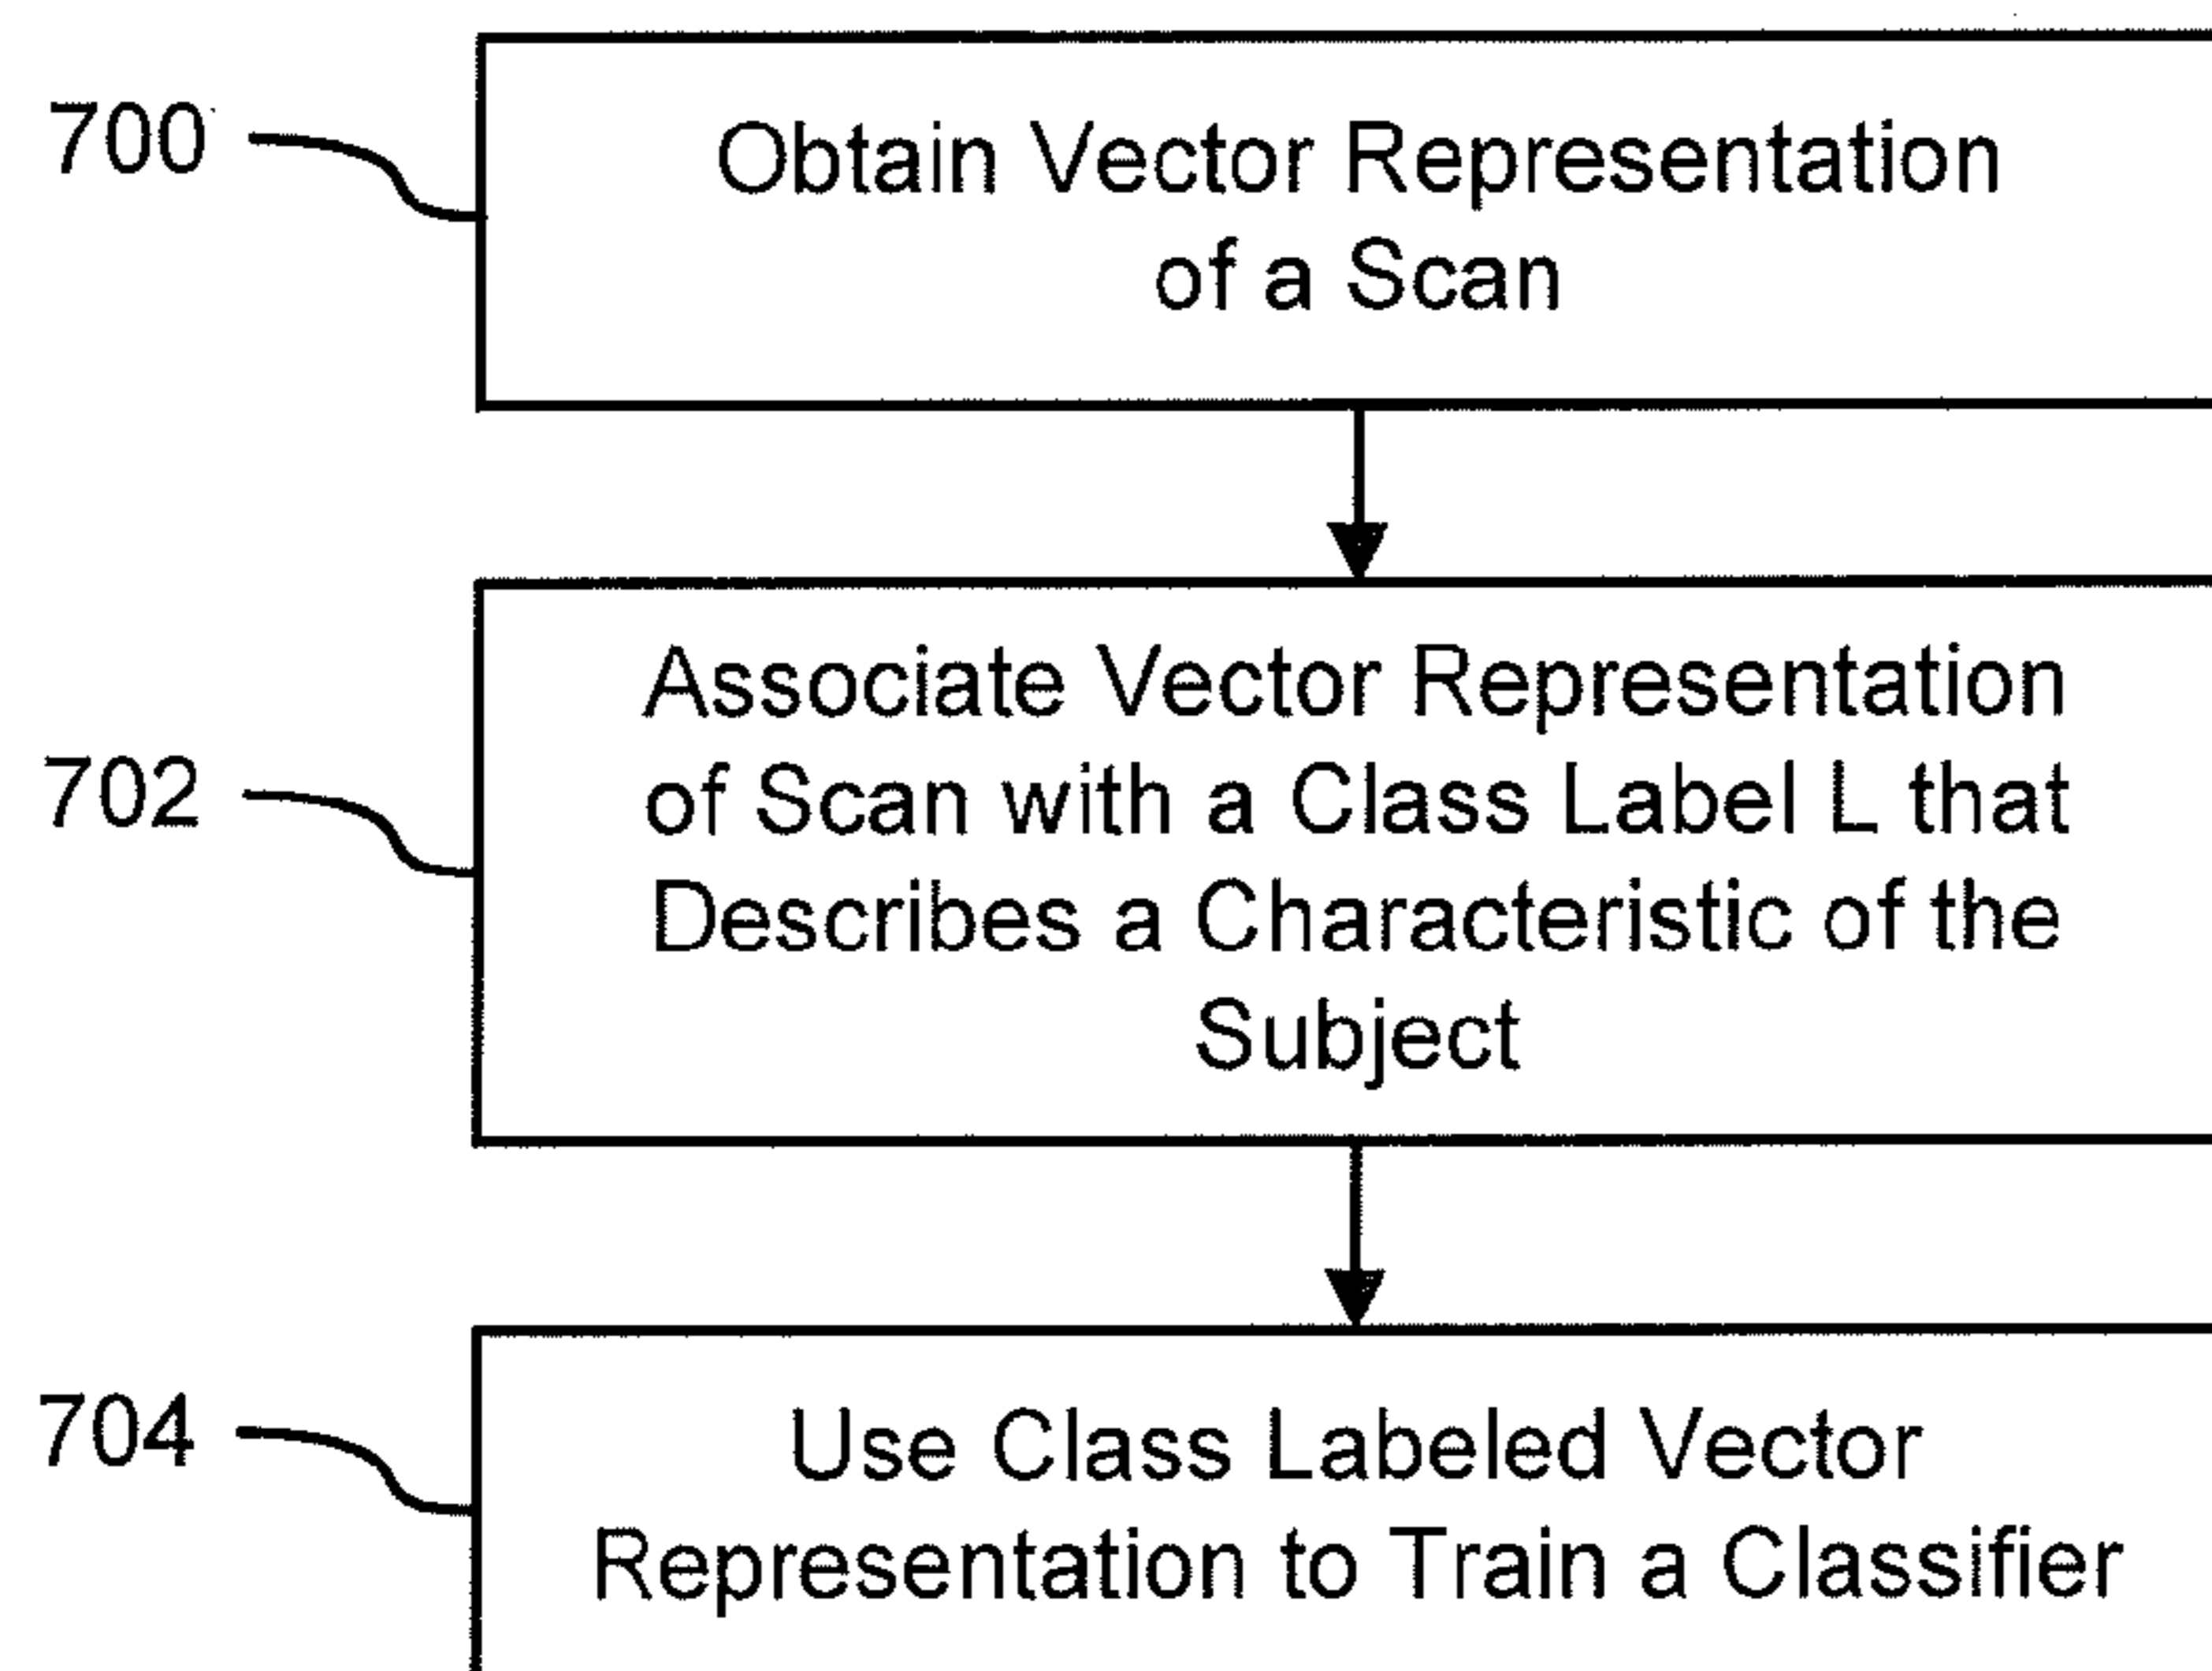 700
Obtain Vector Representation
of a Scan
702
Associate Vector Representation
of Scan with a Class Label L that
Describes a Characteristic of the
Subject
704
Use Class Labeled Vector
Representation to Train a Classifier